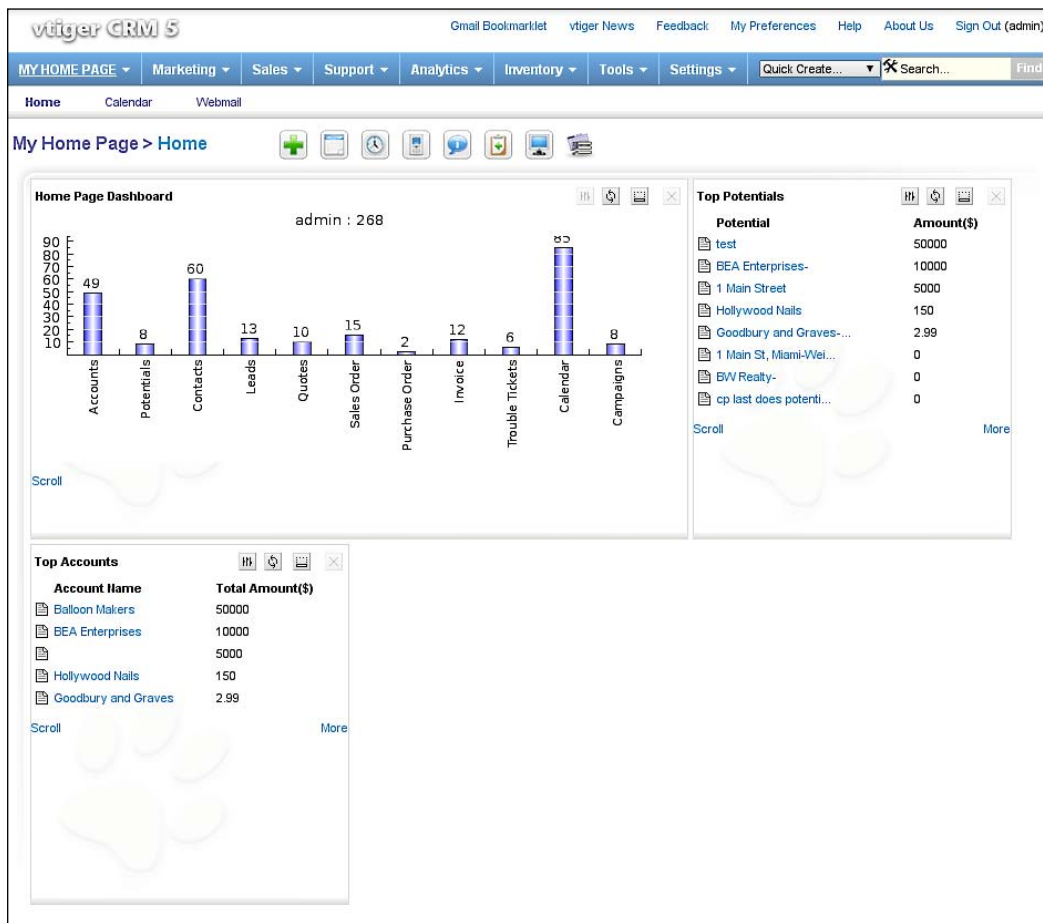 vtiger CRM 5
Gmail Bookmarklet vtiger News Feedback My Preferences Help About Us Sign Out (admin)
MY HOME PAGE Marketing Sales Support Analytics Inventory Tools Settings Quick Create... Search... Find
Home Calendar Webmail
My Home Page > Home
Home Page Dashboard
admin : 268
90
80
70
60
50
40
30
20
10
49
8
60
13
10
15
2
12
6
85
8
Accounts
Potentials
Contacts
Leads
Quotes
Sales Order
Purchase Order
Invoice
Trouble Tickets
Calendar
Campaigns
Scroll
Top Potentials
Potential Amount($)
test 50000
BEA Enterprises- 10000
1 Main Street 5000
Hollywood Nails 150
Goodbury and Graves-... 2.99
1 Main St, Miami-Wei... 0
BW Realty- 0
cp last does potenti... 0
Scroll More
Top Accounts
Account Name Total Amount($)
Balloon Makers 50000
BEA Enterprises 10000
5000
Hollywood Nails 150
Goodbury and Graves 2.99
Scroll More